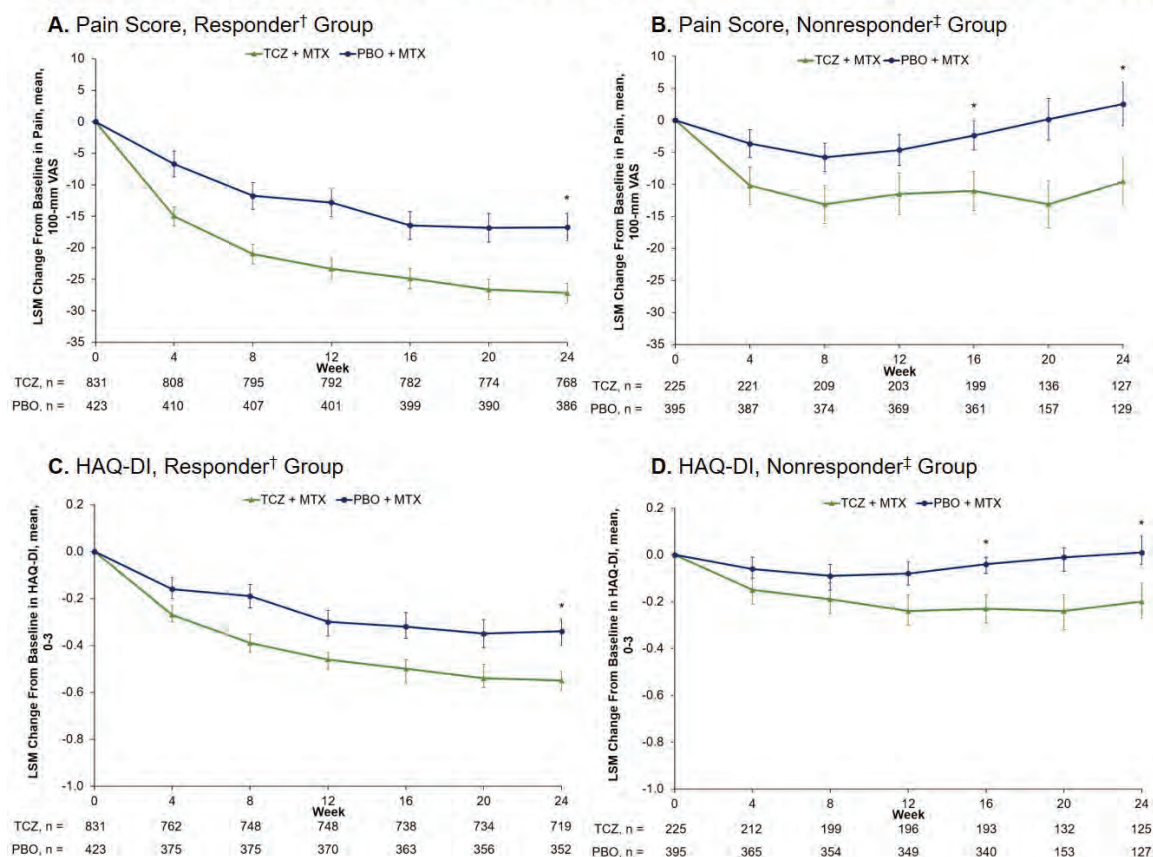 A. Pain Score, Responder† Group
TCZ + MTX PBO + MTX
LSM Change From Baseline in Pain, mean,
100-mm VAS
10
5
0
-5
-10
-15
-20
-25
-30
-35
*
0 4 8 12 16 20 24
Week
TCZ, n = 831 808 795 792 782 774 768
PBO, n = 423 410 407 401 399 390 386
B. Pain Score, Nonresponder‡ Group
TCZ + MTX PBO + MTX
LSM Change From Baseline in Pain, mean,
100-mm VAS
10
5
0
-5
-10
-15
-20
-25
-30
-35
* *
0 4 8 12 16 20 24
Week
TCZ, n = 225 221 209 203 199 136 127
PBO, n = 395 387 374 369 361 157 129
C. HAQ-DI, Responder† Group
TCZ + MTX PBO + MTX
LSM Change From Baseline in HAQ-DI, mean,
0-3
0.2
0.0
-0.2
-0.4
-0.6
-0.8
-1.0
*
0 4 8 12 16 20 24
Week
TCZ, n = 831 762 748 748 738 734 719
PBO, n = 423 375 375 370 363 356 352
D. HAQ-DI, Nonresponder‡ Group
TCZ + MTX PBO + MTX
LSM Change From Baseline in HAQ-DI, mean,
0-3
0.2
0.0
-0.2
-0.4
-0.6
-0.8
-1.0
* *
0 4 8 12 16 20 24
Week
TCZ, n = 225 212 199 196 193 132 125
PBO, n = 395 365 354 349 340 153 127